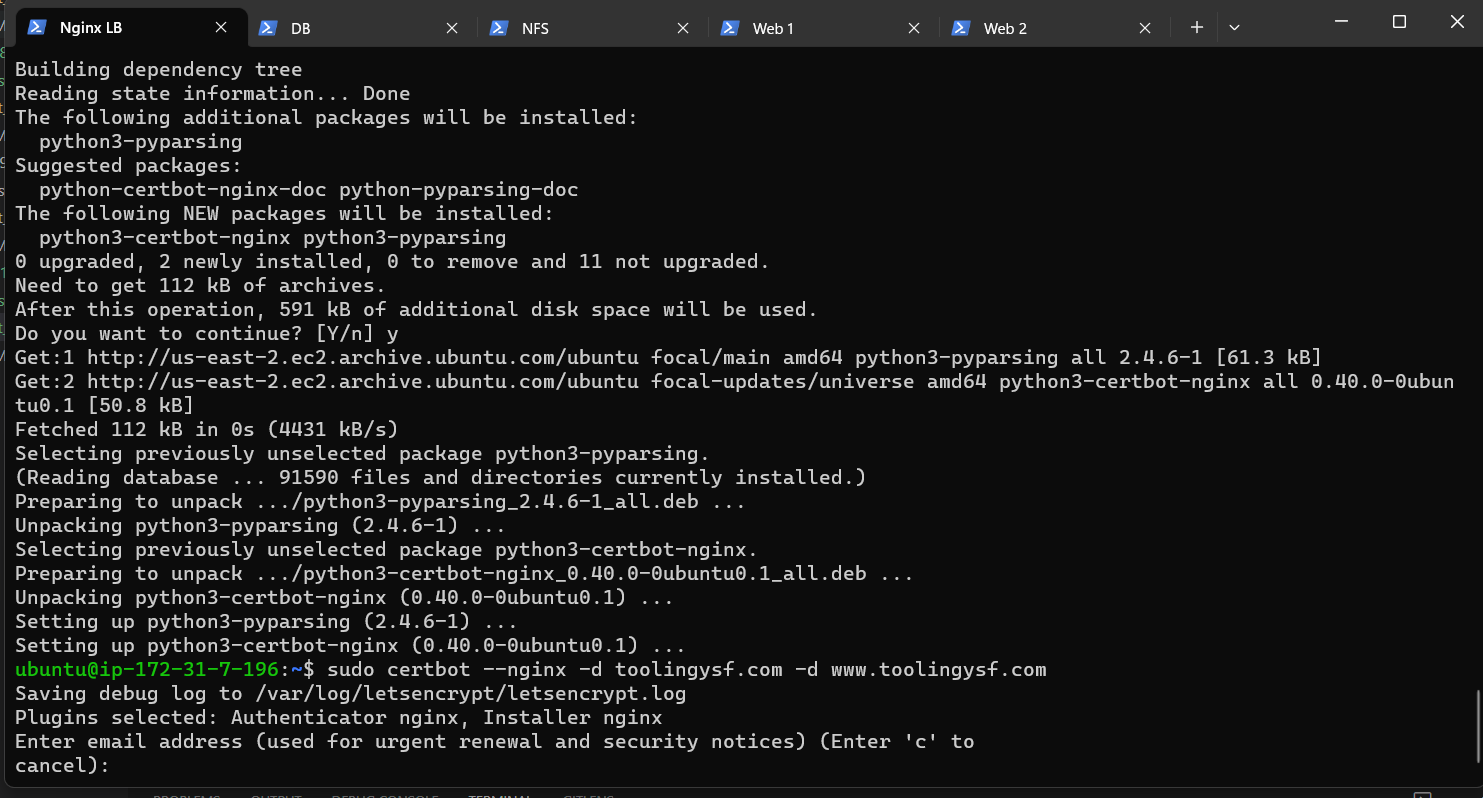 Nginx LB
DB
NFS
Web 1
Web 2
Building dependency tree
Reading state information... Done
The following additional packages will be installed:
python3-pyparsing
Suggested packages:
python-certbot-nginx-doc python-pyparsing-doc
The following NEW packages will be installed:
python3-certbot-nginx python3-pyparsing
0 upgraded, 2 newly installed, 0 to remove and 11 not upgraded.
Need to get 112 kB of archives.
After this operation, 591 kB of additional disk space will be used.
Do you want to continue? [Y/n] y
Get:1 http://us-east-2.ec2.archive.ubuntu.com/ubuntu focal/main amd64 python3-pyparsing all 2.4.6-1 [61.3 kB]
Get:2 http://us-east-2.ec2.archive.ubuntu.com/ubuntu focal-updates/universe amd64 python3-certbot-nginx all 0.40.0-0ubun
tu0.1 [50.8 kB]
Fetched 112 kB in 0s (4431 kB/s)
Selecting previously unselected package python3-pyparsing.
(Reading database ... 91590 files and directories currently installed.)
Preparing to unpack .../python3-pyparsing_2.4.6-1_all.deb ...
Unpacking python3-pyparsing (2.4.6-1) ...
Selecting previously unselected package python3-certbot-nginx.
Preparing to unpack .../python3-certbot-nginx_0.40.0-0ubuntu0.1_all.deb ...
Unpacking python3-certbot-nginx (0.40.0-0ubuntu0.1) ...
Setting up python3-pyparsing (2.4.6-1) ...
Setting up python3-certbot-nginx (0.40.0-0ubuntu0.1) ...
ubuntu@ip-172-31-7-196:~$ sudo certbot --nginx -d toolingysf.com -d www.toolingysf.com
Saving debug log to /var/log/letsencrypt/letsencrypt.log
Plugins selected: Authenticator nginx, Installer nginx
Enter email address (used for urgent renewal and security notices) (Enter 'c' to
cancel):
PROBLEMS OUTPUT DEBUG CONSOLE TERMINAL GITLENS